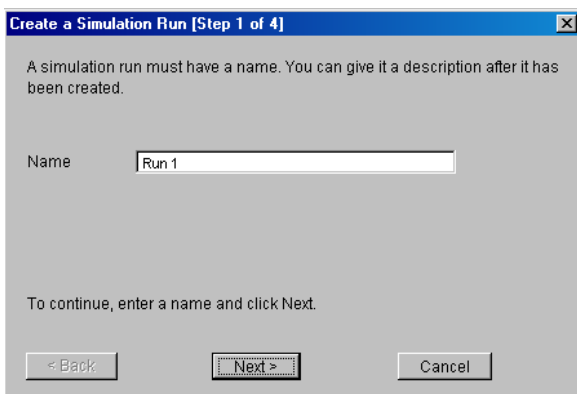 Create a Simulation Run [Step 1 of 4]
A simulation run must have a name. You can give it a description after it has
been created.
Name Run 1
To continue, enter a name and click Next.
< Back Next > Cancel